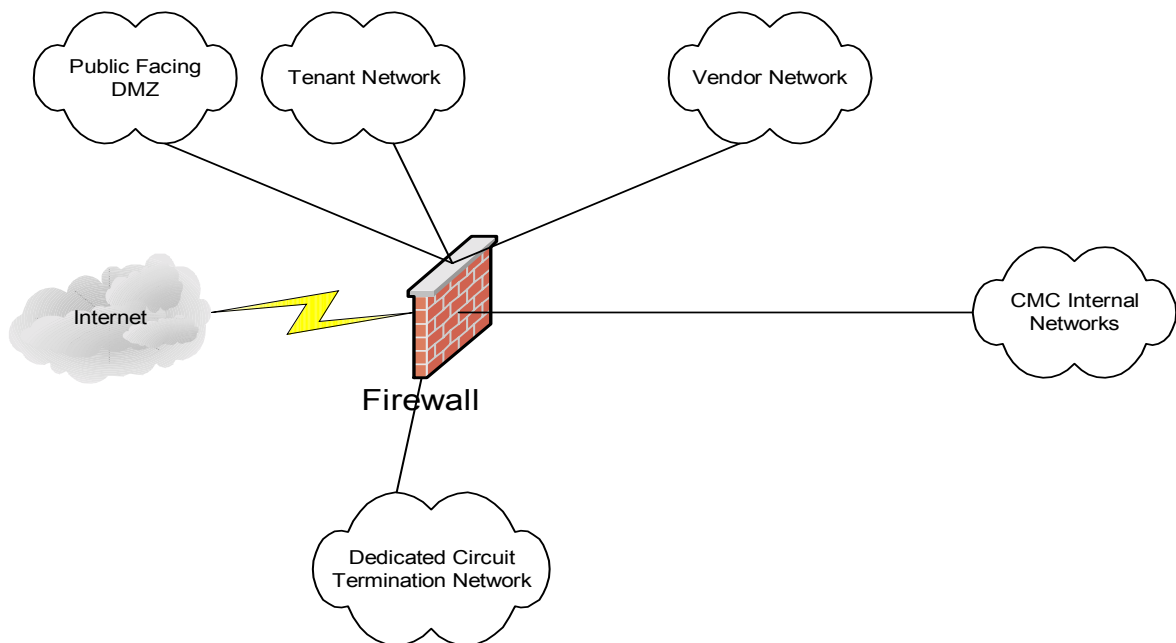 Public Facing
DMZ
Tenant Network
Vendor Network
Internet
CMC Internal
Networks
Firewall
Dedicated Circuit
Termination Network